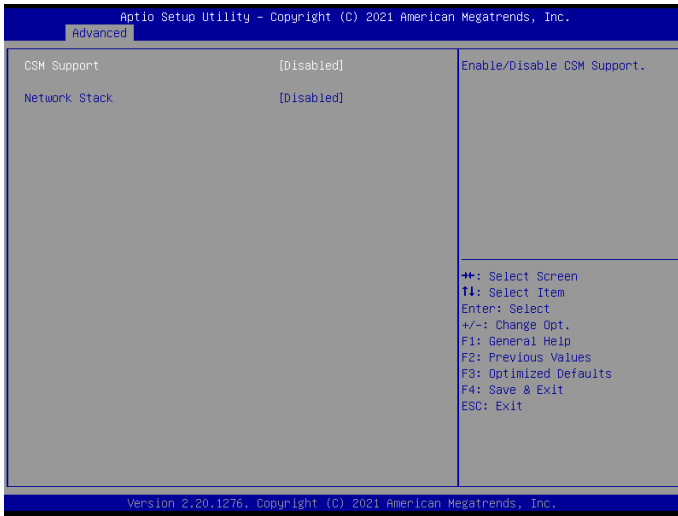 Aptio Setup Utility – Copyright (C) 2021 American Megatrends, Inc.
Advanced
CSM Support [Disabled]
Network Stack [Disabled]
Enable/Disable CSM Support.
→←: Select Screen
↑↓: Select Item
Enter: Select
+/-: Change Opt.
F1: General Help
F2: Previous Values
F3: Optimized Defaults
F4: Save & Exit
ESC: Exit
Version 2.20.1276. Copyright (C) 2021 American Megatrends, Inc.